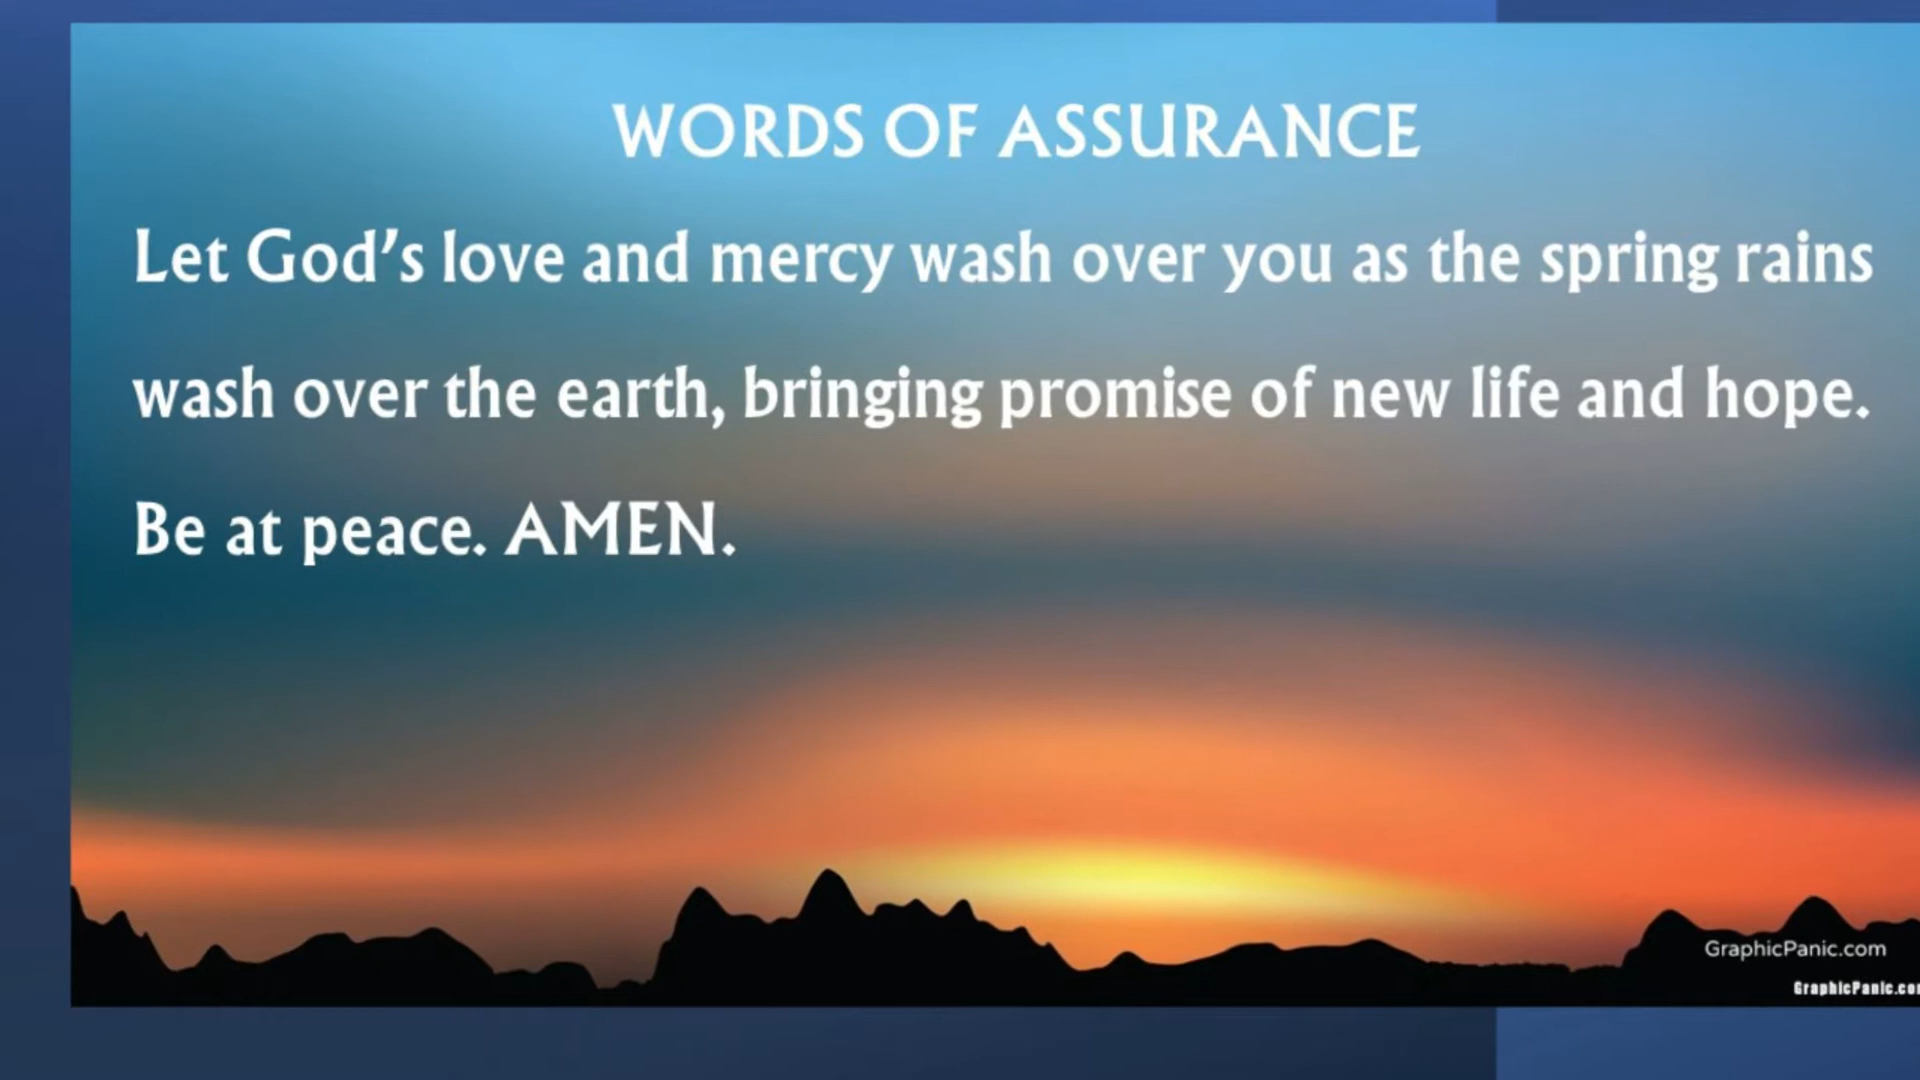 WORDS OF ASSURANCE
Let God’s love and mercy wash over you as the spring rains
wash over the earth, bringing promise of new life and hope.
Be at peace. AMEN.
GraphicPanic.com